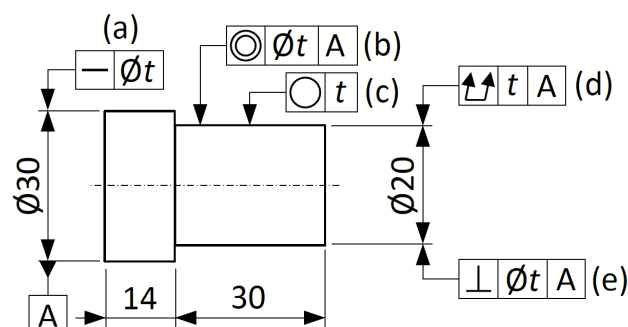 (a)
— Øt
◎ Øt A (b)
○ t (c)
⌰ t A (d)
Ø30
Ø20
⊥ Øt A (e)
A
14
30